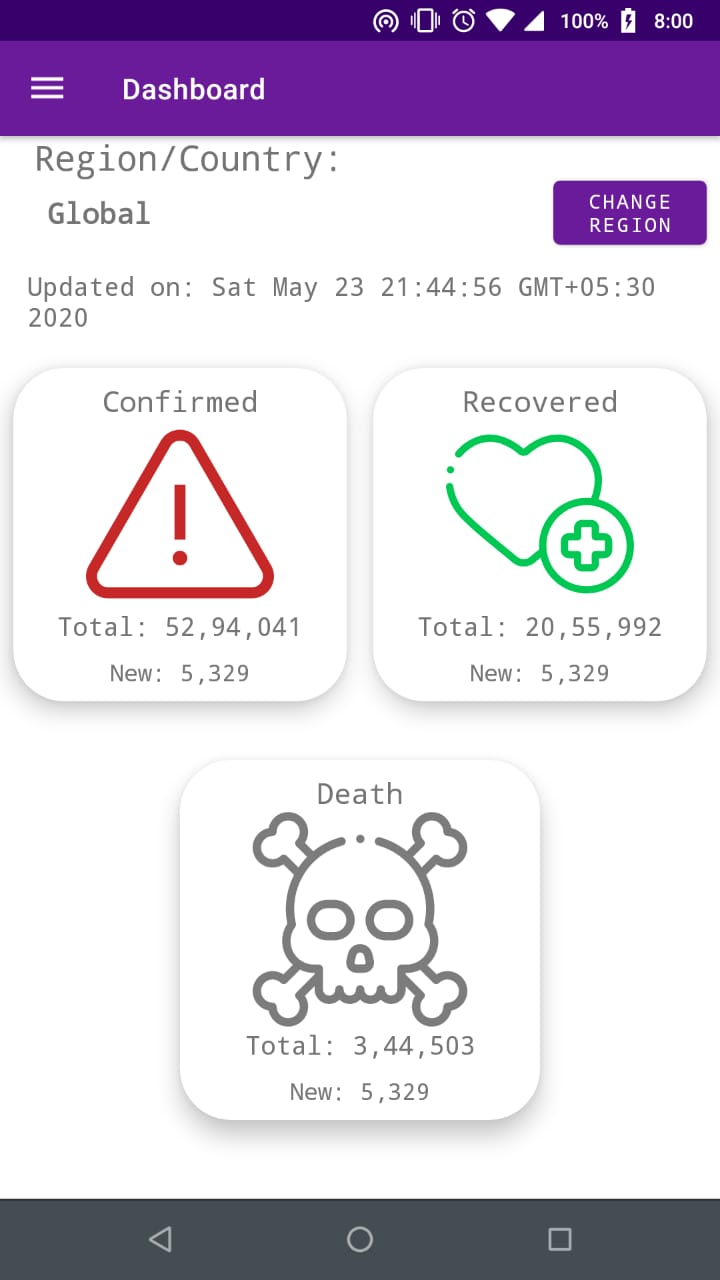 100% 8:00
Dashboard
Region/Country:
Global
CHANGE
REGION
Updated on: Sat May 23 21:44:56 GMT+05:30
2020
Confirmed
Total: 52,94,041
New: 5,329
Recovered
Total: 20,55,992
New: 5,329
Death
Total: 3,44,503
New: 5,329